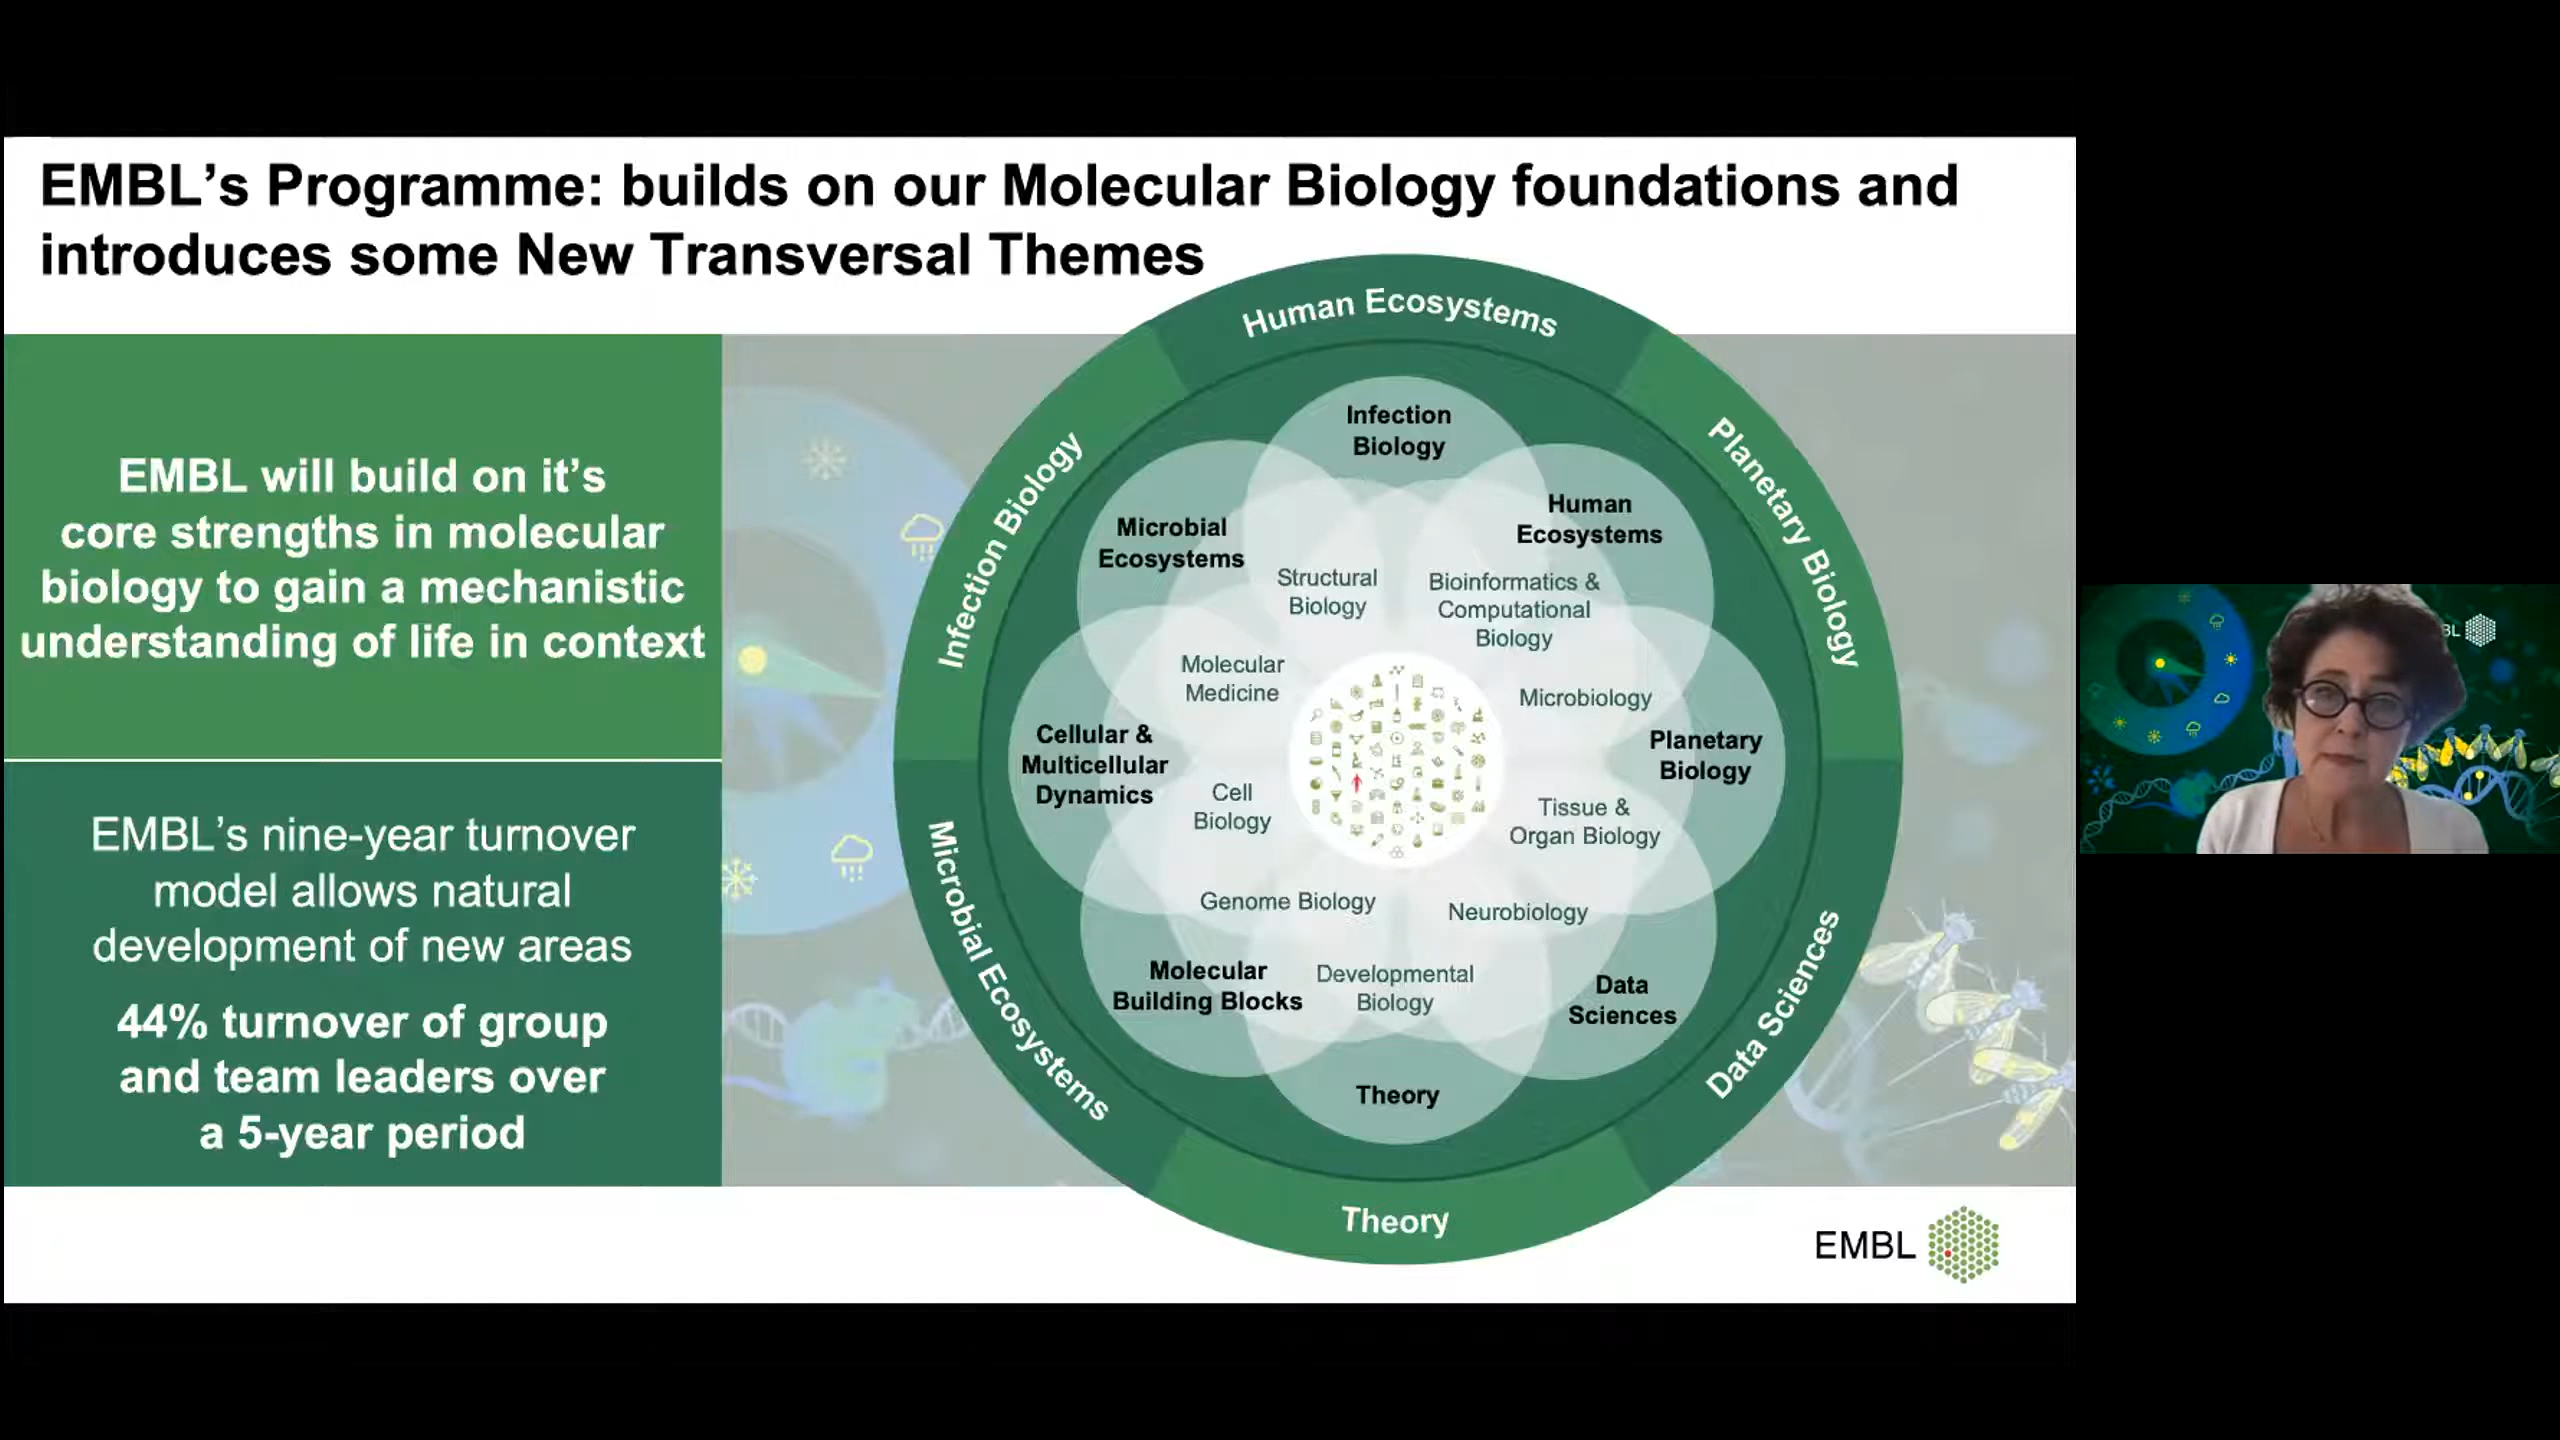 EMBL’s Programme: builds on our Molecular Biology foundations and
introduces some New Transversal Themes
EMBL will build on it’s
core strengths in molecular
biology to gain a mechanistic
understanding of life in context
EMBL’s nine-year turnover
model allows natural
development of new areas
44% turnover of group
and team leaders over
a 5-year period
Human Ecosystems
Planetary Biology
Data Sciences
Theory
Microbial Ecosystems
Infection Biology
Infection
Biology
Human
Ecosystems
Planetary
Biology
Data
Sciences
Theory
Molecular
Building Blocks
Cellular &
Multicellular
Dynamics
Microbial
Ecosystems
Structural
Biology
Bioinformatics &
Computational
Biology
Microbiology
Tissue &
Organ Biology
Neurobiology
Developmental
Biology
Genome Biology
Cell
Biology
Molecular
Medicine
EMBL
BL